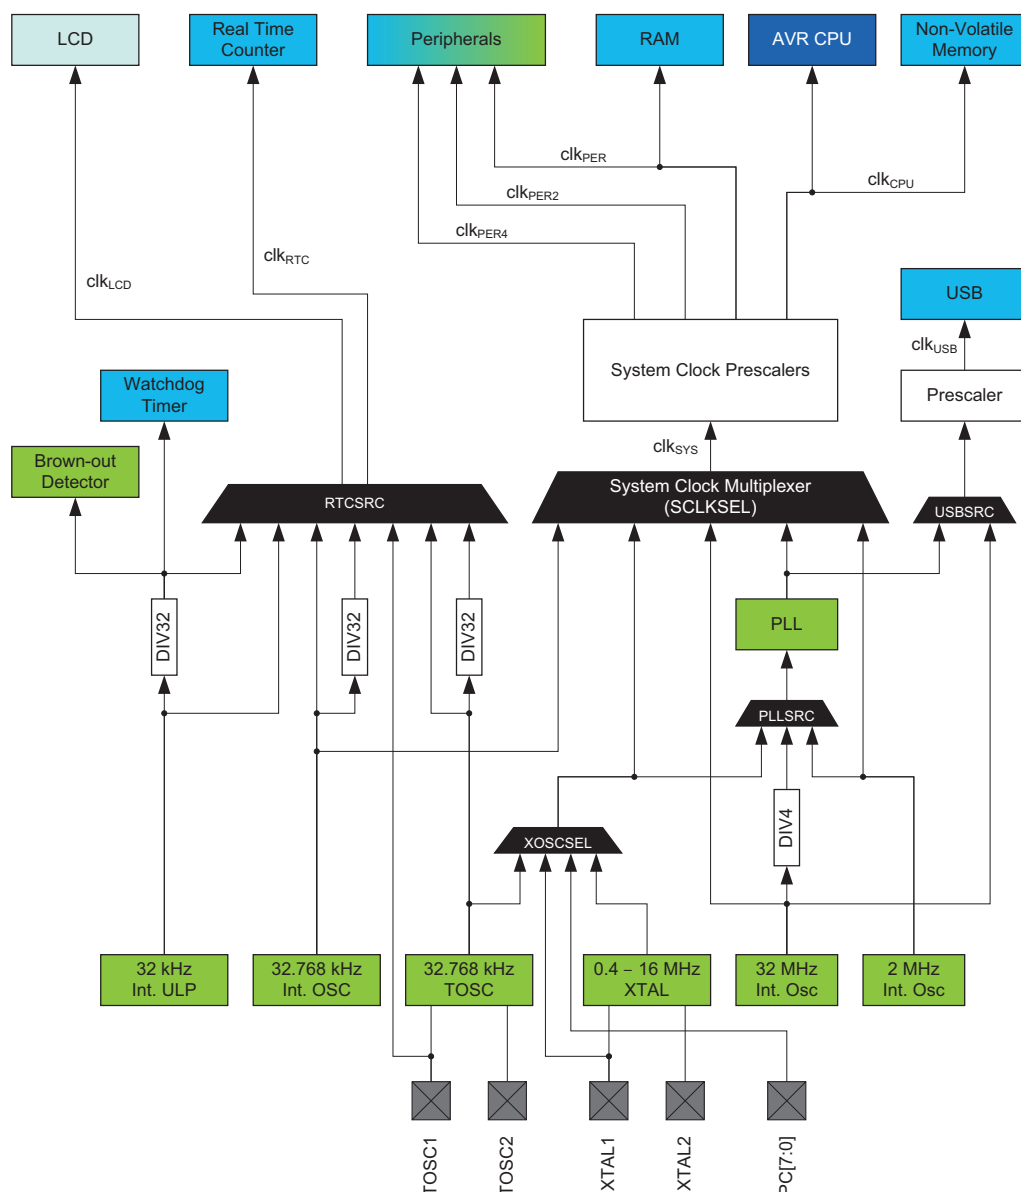 LCD
Real Time
Counter
Peripherals
RAM
AVR CPU
Non-Volatile
Memory
clkPER
clkPER2
clkCPU
clkPER4
clkRTC
clkLCD
USB
clkUSB
System Clock Prescalers
Prescaler
Watchdog
Timer
clkSYS
Brown-out
Detector
System Clock Multiplexer
(SCLKSEL)
RTCSRC
USBSRC
DIV32
DIV32
DIV32
PLL
PLLSRC
DIV4
XOSCSEL
32 kHz
Int. ULP
32.768 kHz
Int. OSC
32.768 kHz
TOSC
0.4 – 16 MHz
XTAL
32 MHz
Int. Osc
2 MHz
Int. Osc
TOSC1
TOSC2
XTAL1
XTAL2
PC[7:0]